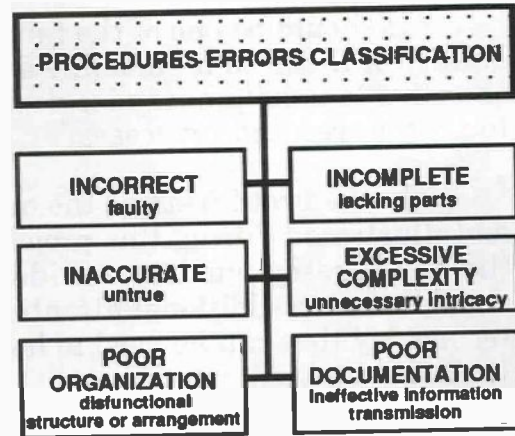 PROCEDURES ERRORS CLASSIFICATION
INCORRECT
faulty
INCOMPLETE
lacking parts
INACCURATE
untrue
EXCESSIVE
COMPLEXITY
unnecessary intricacy
POOR
ORGANIZATION
disfunctional
structure or arrangement
POOR
DOCUMENTATION
ineffective information
transmission